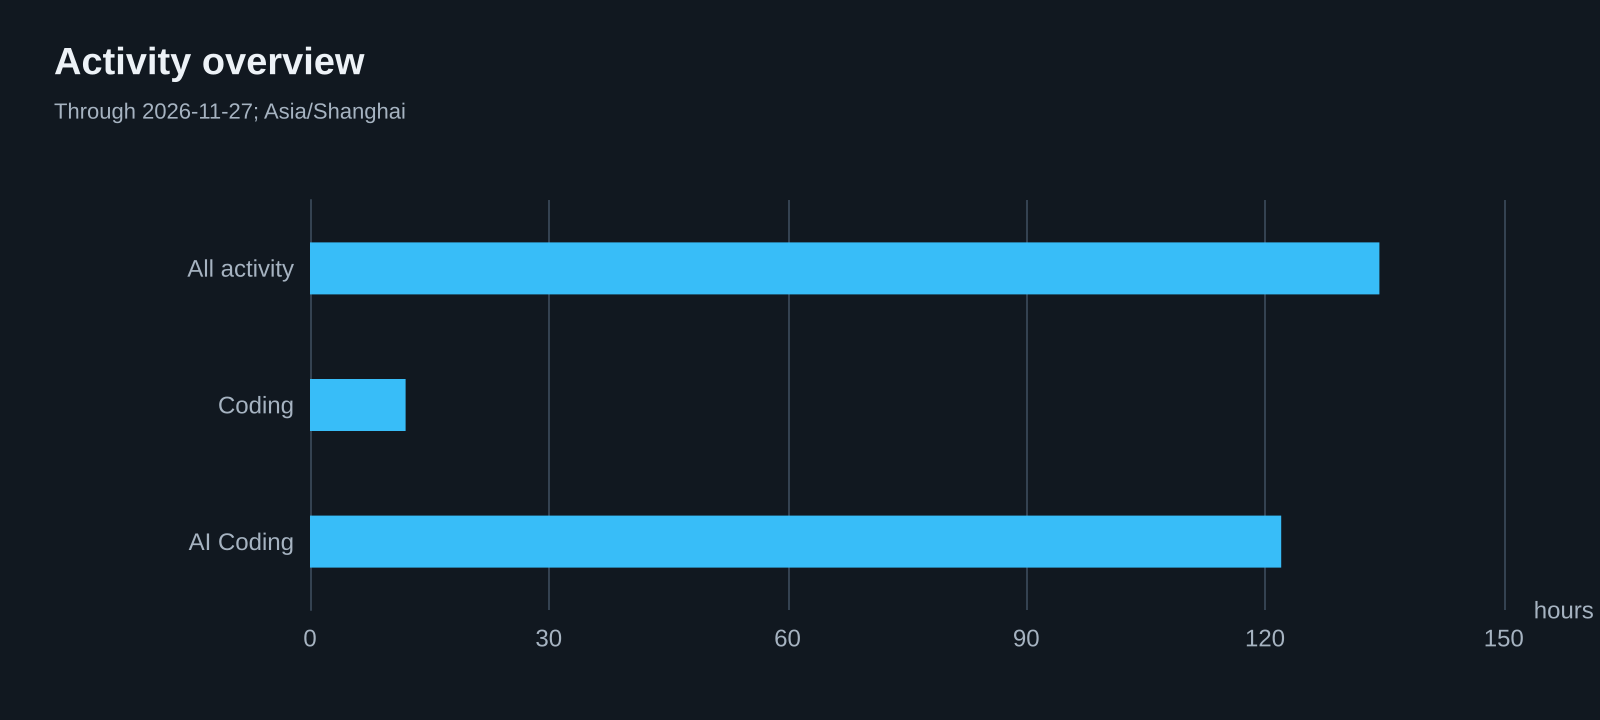 Activity overview
Through 2026-11-27; Asia/Shanghai
All activity
Coding
AI Coding
hours
0 30 60 90 120 150